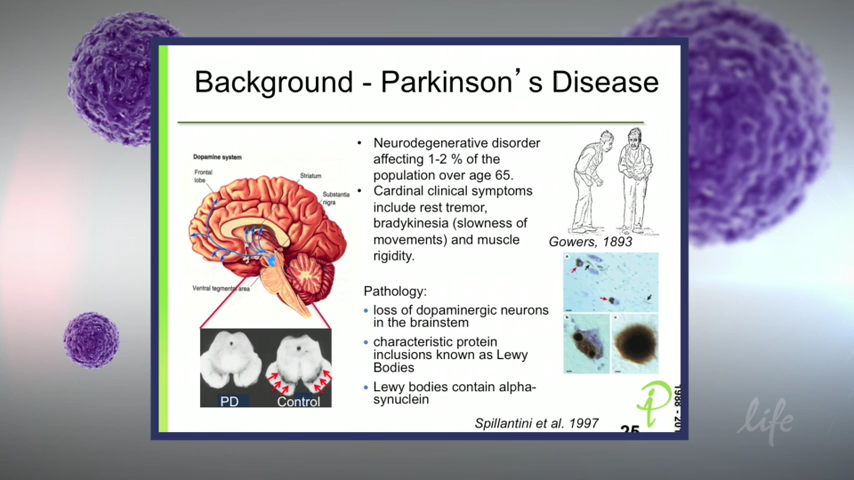 Background - Parkinson's Disease
Dopamine system
Frontal
lobe
Striatum
Substantia
nigra
Ventral tegmental area
PD
Control
• Neurodegenerative disorder
affecting 1-2 % of the
population over age 65.
• Cardinal clinical symptoms
include rest tremor,
bradykinesia (slowness of
movements) and muscle
rigidity.
Gowers, 1893
Pathology:
• loss of dopaminergic neurons
in the brainstem
• characteristic protein
inclusions known as Lewy
Bodies
• Lewy bodies contain alpha-
synuclein
Spillantini et al. 1997
25
life